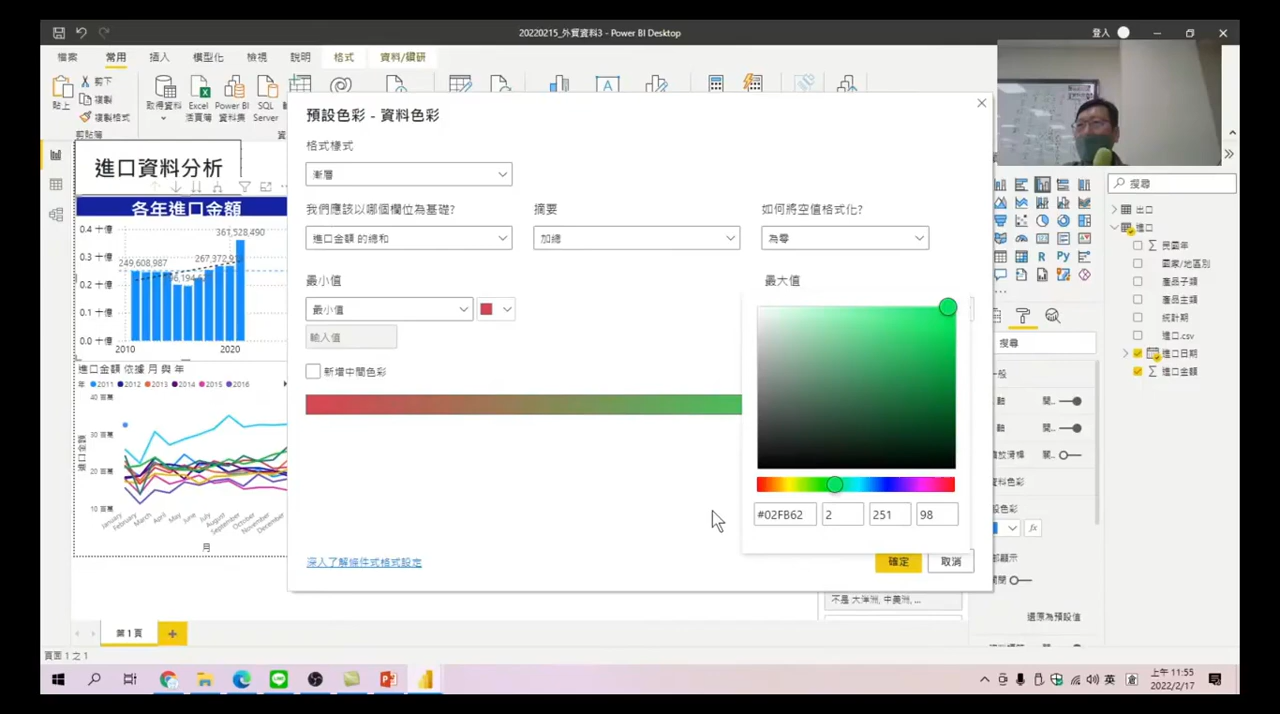 20220215_外貿資料3 - Power BI Desktop
登入
檔案 常用 插入 模型化 檢視 說明 格式 資料/鑽研
貼上
剪下
複製
複製格式
剪貼簿
取得資料
Excel 活頁簿
Power BI 資料集
SQL Server
預設色彩 - 資料色彩
格式樣式
漸層
我們應該以哪個欄位為基礎?
摘要
如何將空值格式化?
進口金額 的總和
加總
為零
最小值
最大值
最小值
輸入值
新增中間色彩
#02FB62
2
251
98
深入了解條件式格式設定
確定
取消
進口資料分析
各年進口金額
361,528,490
249,608,987
267,372,9
0.4 十億
0.3 十億
0.2 十億
0.1 十億
0.0 十億
2010
2020
進口金額 依據 月 與 年
年 2011 2012 2013 2014 2015 2016
40 百萬
30 百萬
20 百萬
10 百萬
進口金額
January
February
March
April
May
June
July
August
September
October
November
December
月
搜尋
出口
進口
民國年
國家/地區別
產品子類
產品主類
統計期
進口.csv
進口日期
進口金額
搜尋
還原為預設值
不是 大洋洲, 中美洲, ...
第 1 頁
頁面 1 之 1
英
上午 11:55
2022/2/17